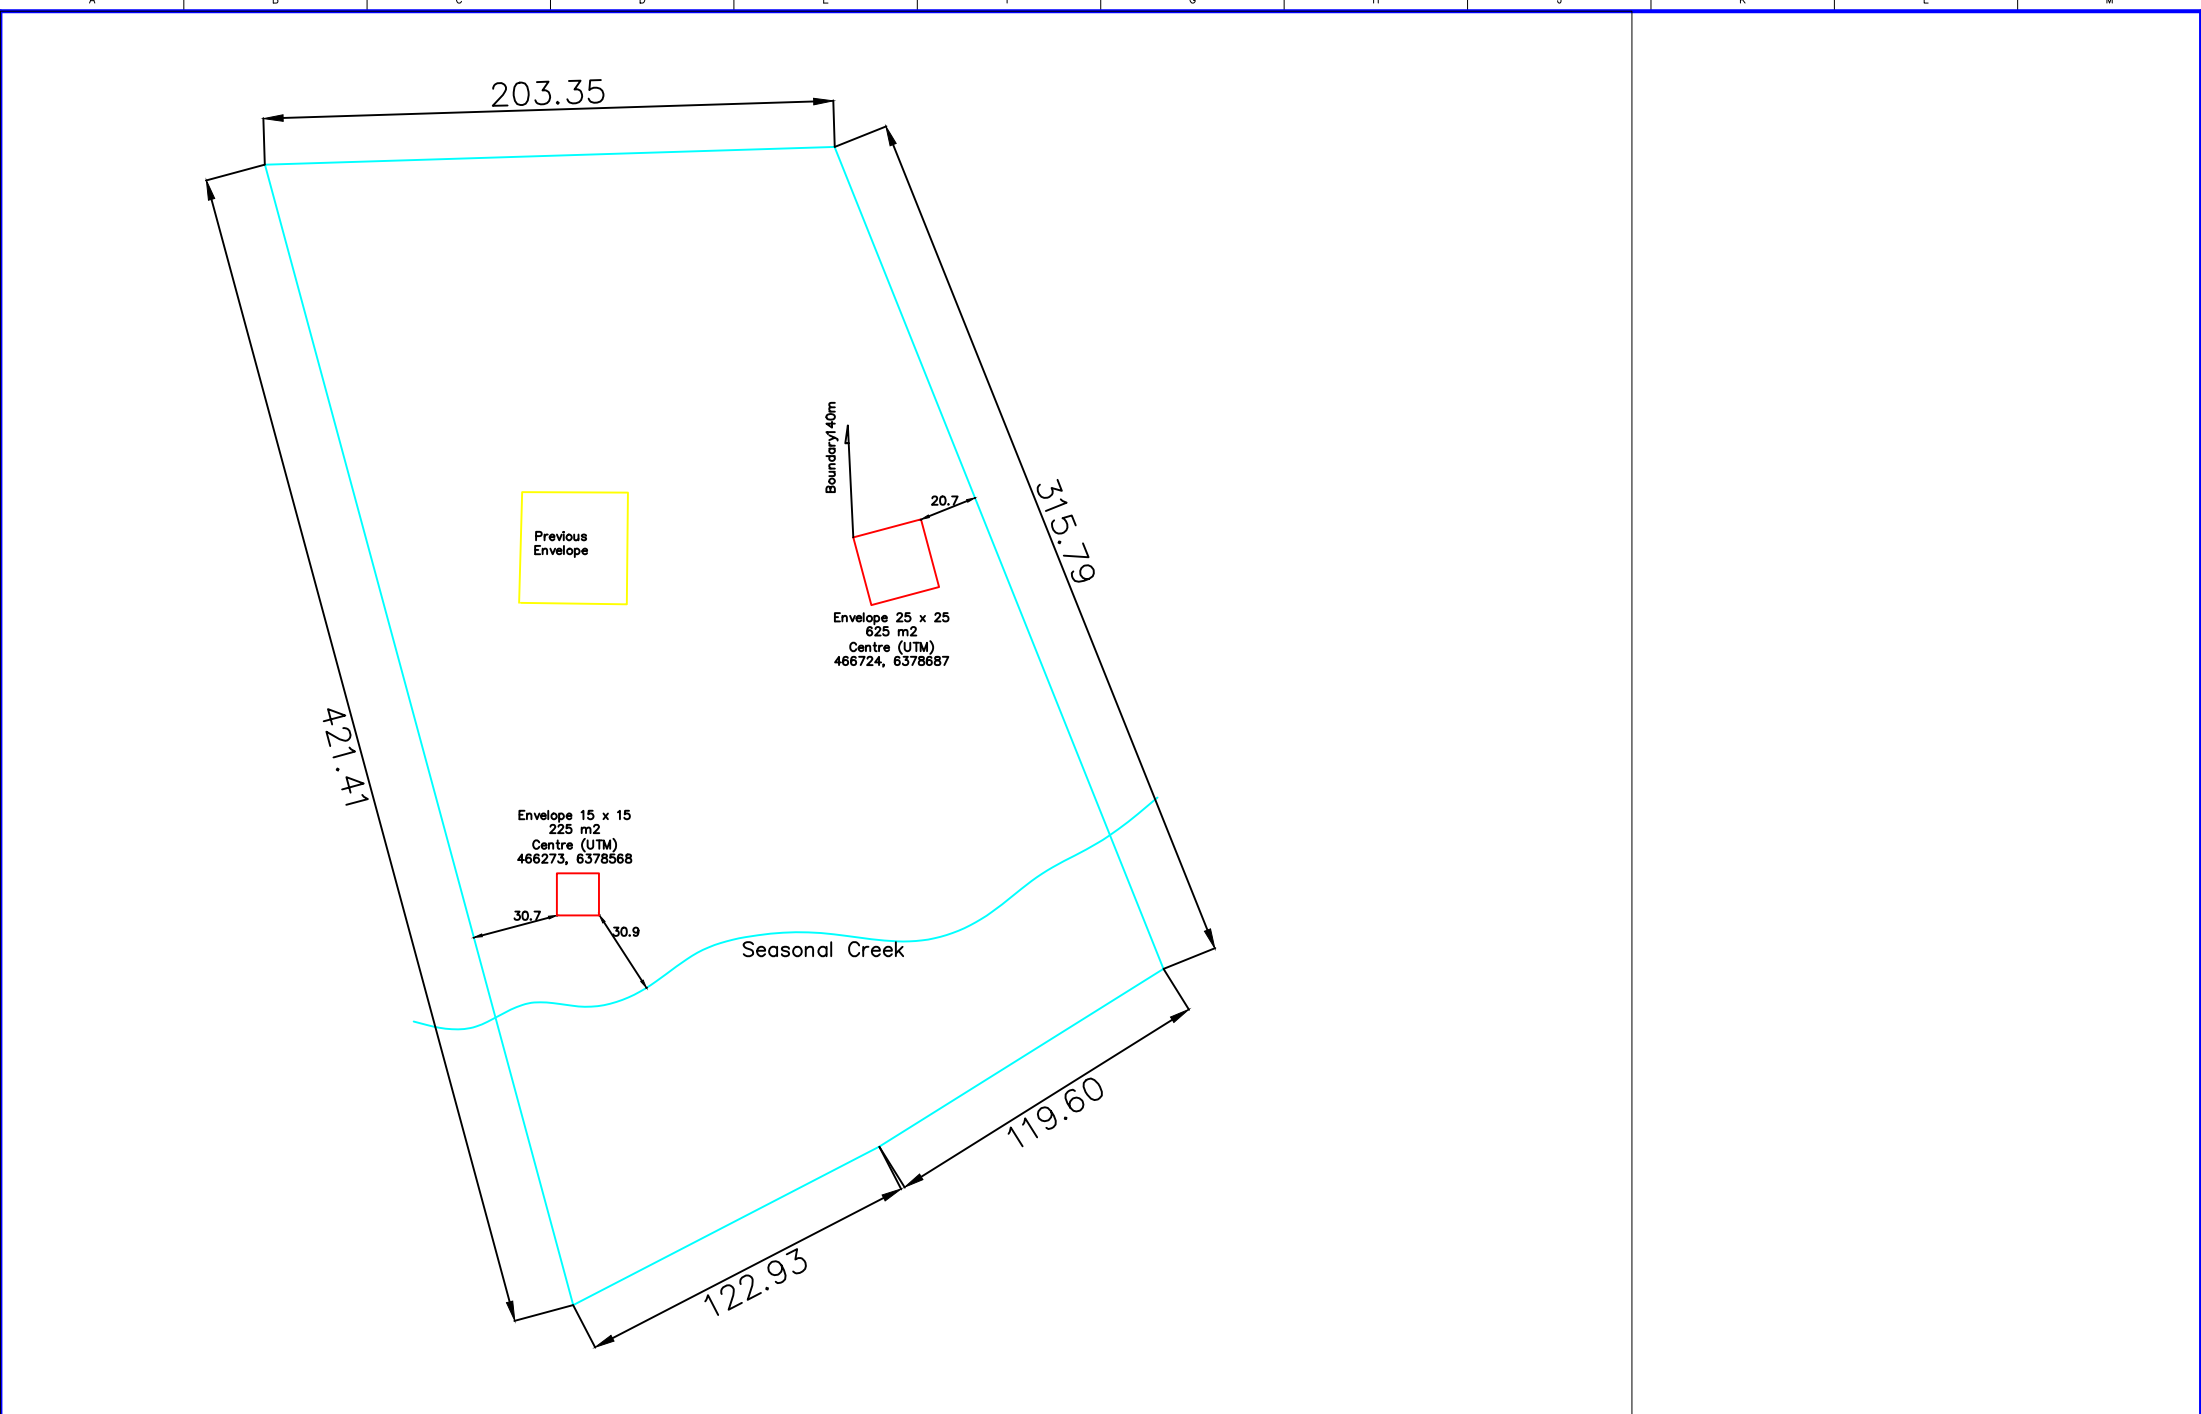 203.35
Boundary140m
20.7
315.79
Previous
Envelope
Envelope 25 x 25
625 m2
Centre (UTM)
466724, 6378687
421.41
Envelope 15 x 15
225 m2
Centre (UTM)
466273, 6378568
30.7
30.9
Seasonal Creek
119.60
122.93